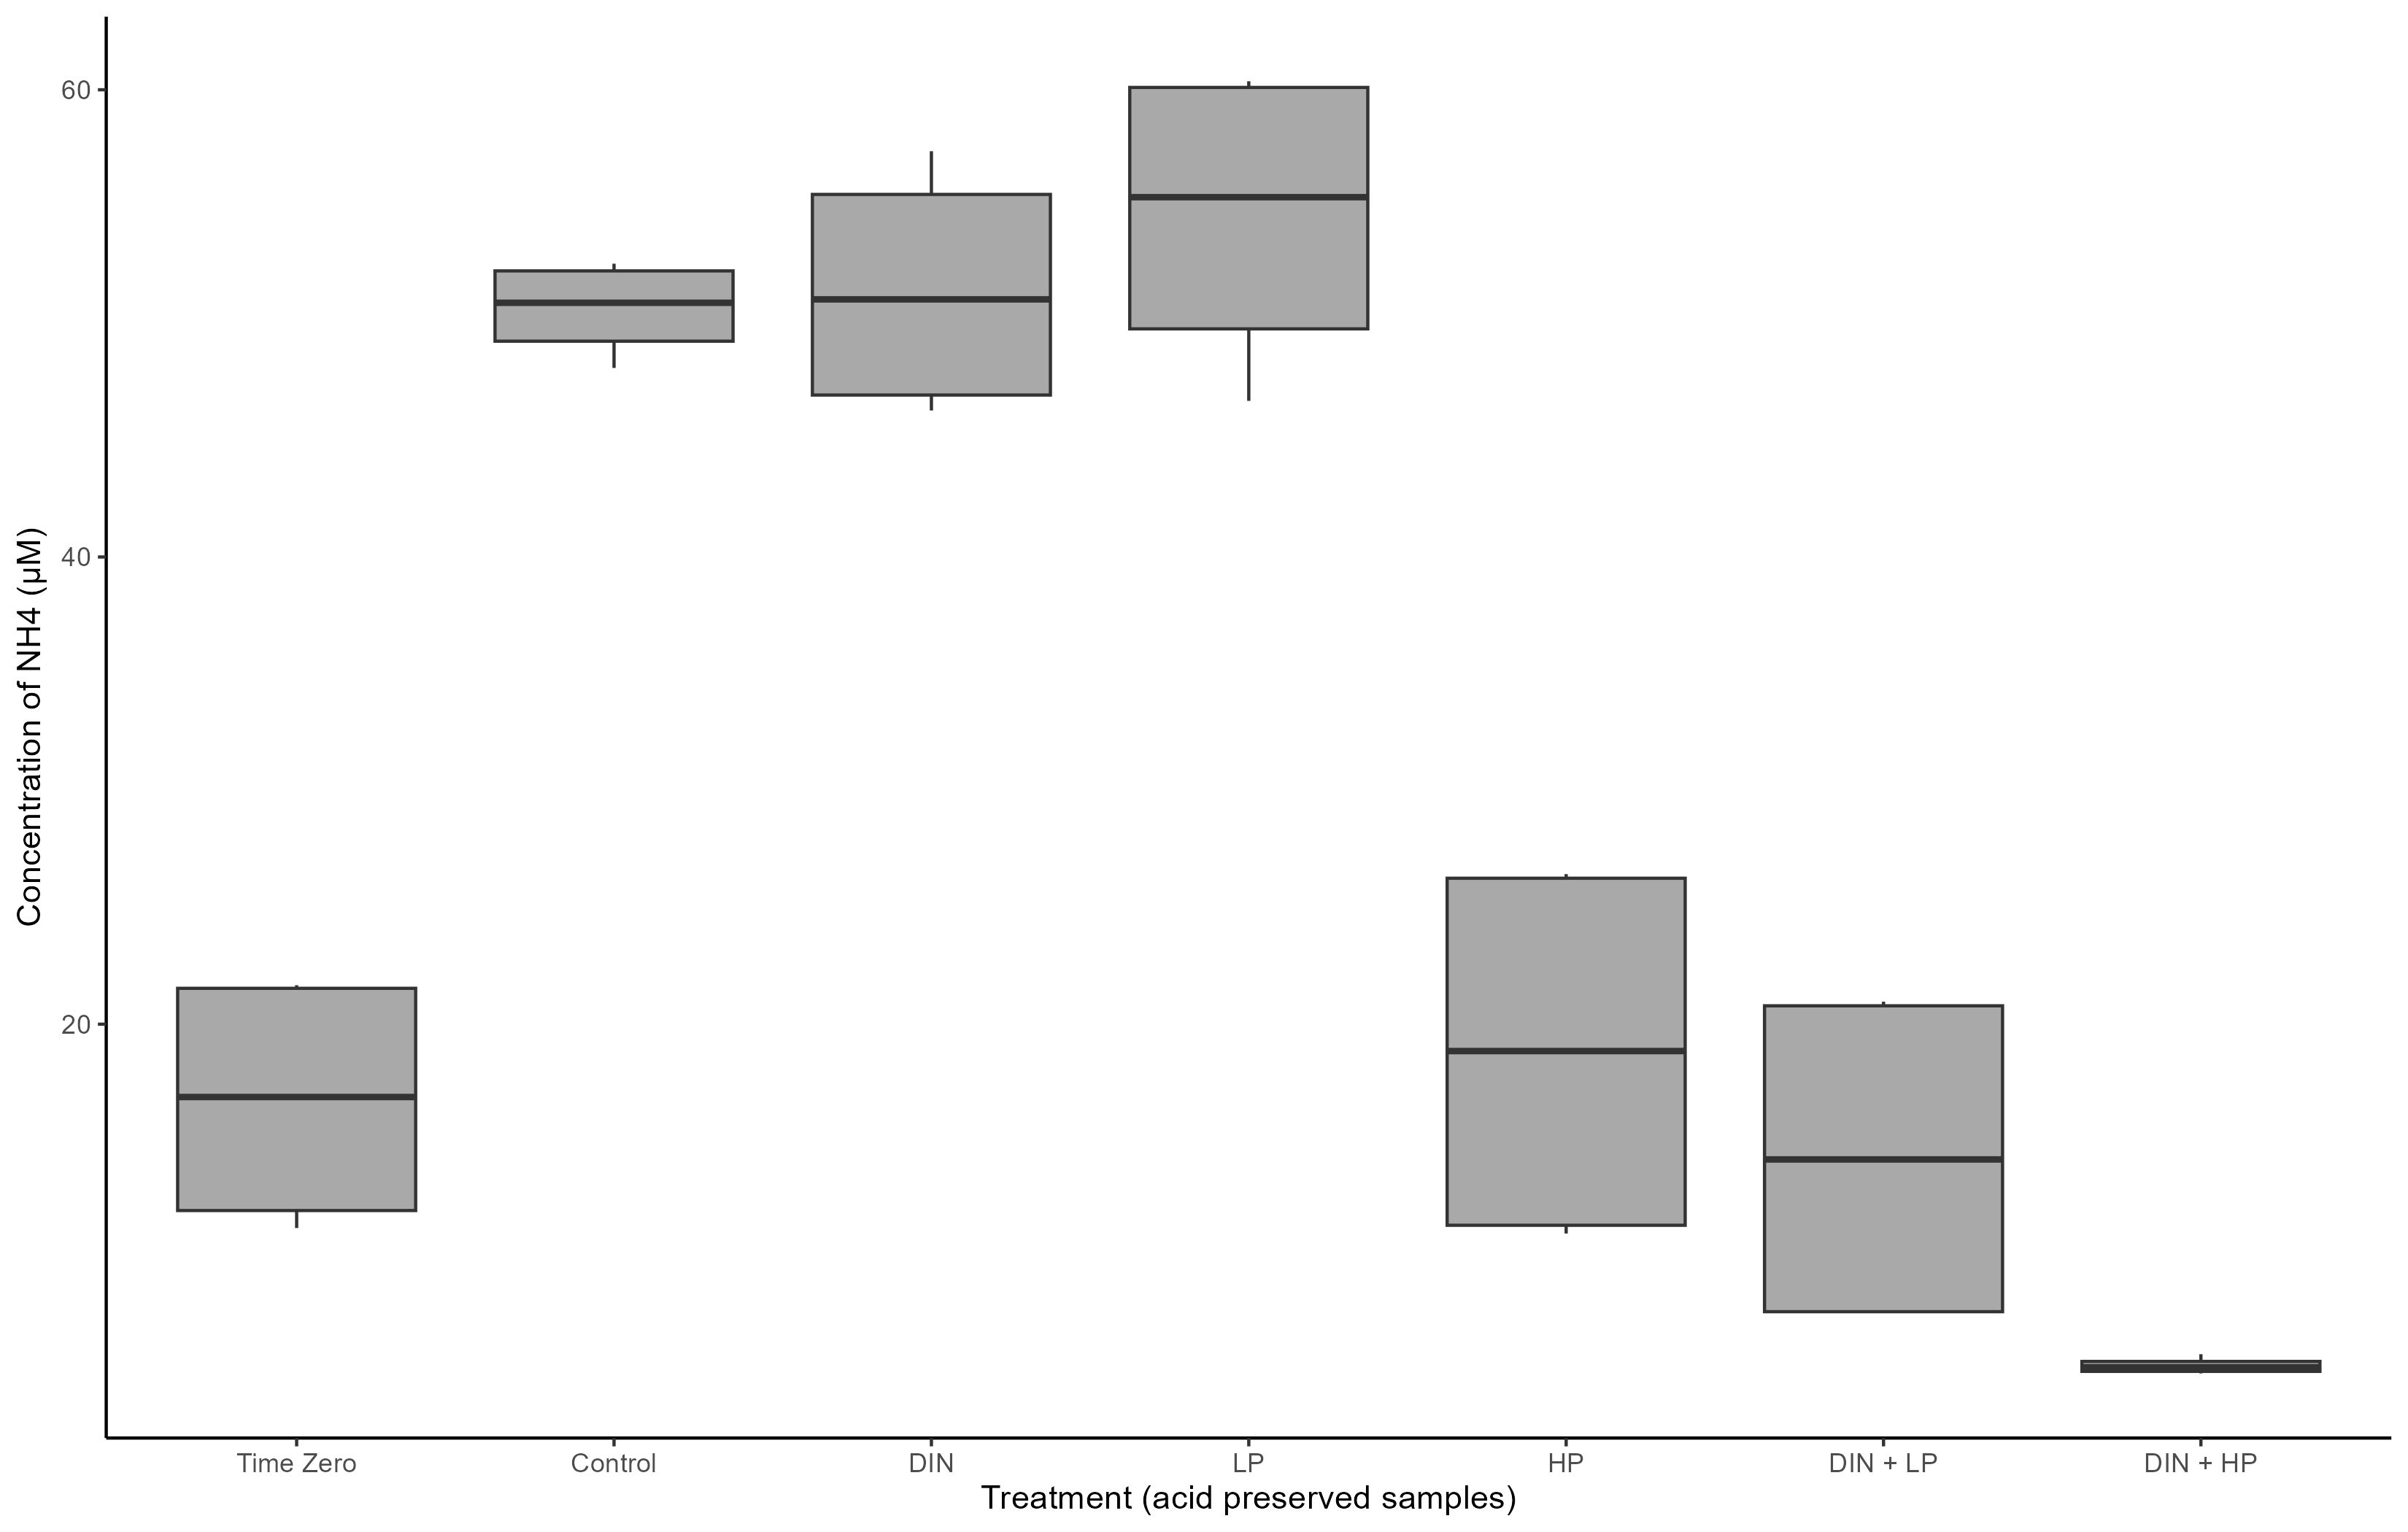 Concentration of NH4 (µM)
60
40
20
Time Zero Control DIN LP HP DIN + LP DIN + HP
Treatment (acid preserved samples)